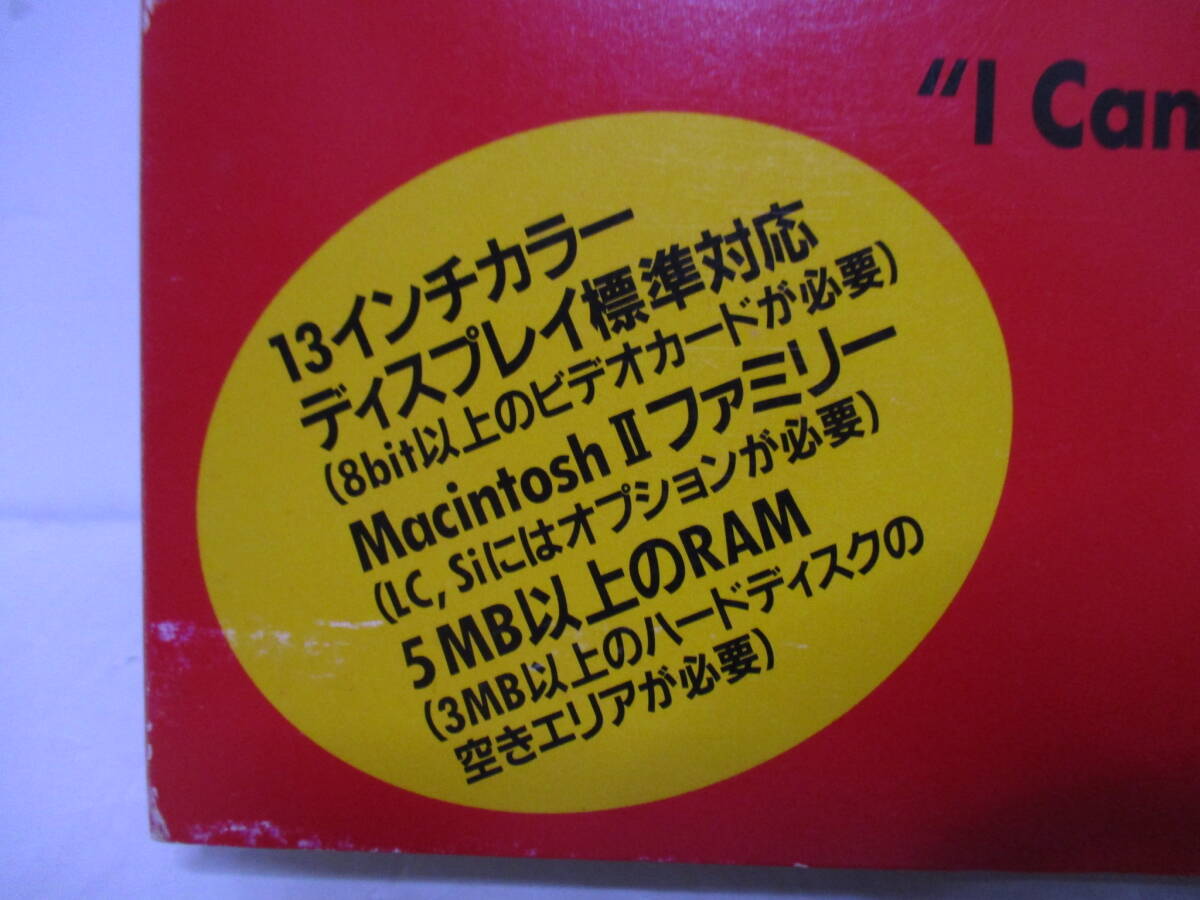 “I Can
13インチカラー
ディスプレイ標準対応
(8bit以上のビデオカードが必要)
Macintosh II ファミリー
(LC, Siにはオプションが必要)
5MB以上のRAM
(3MB以上のハードディスクの
空きエリアが必要)